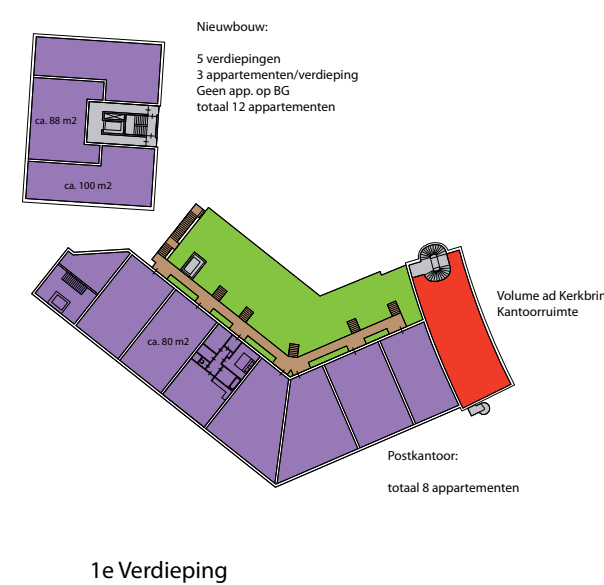 Nieuwbouw:
5 verdiepingen
3 appartementen/verdieping
Geen app. op BG
totaal 12 appartementen
ca. 88 m2
ca. 100 m2
Volume ad Kerkbrin
Kantoorruimte
ca. 80 m2
Postkantoor:
totaal 8 appartementen
1e Verdieping